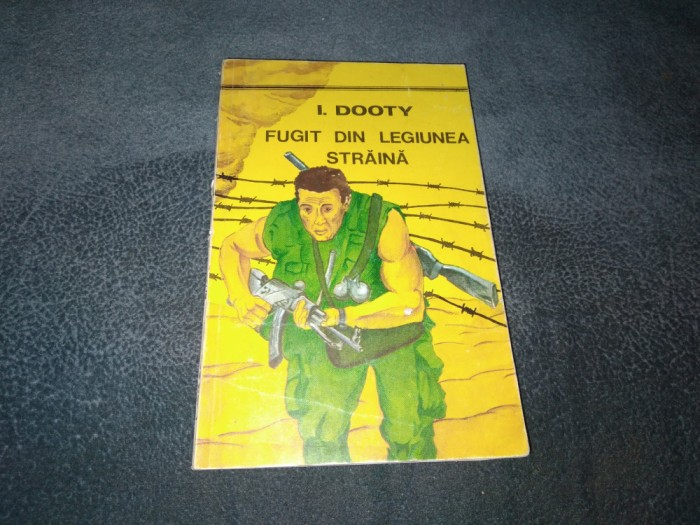 I. DOOTY
FUGIT DIN LEGIUNEA
STRĂINĂ